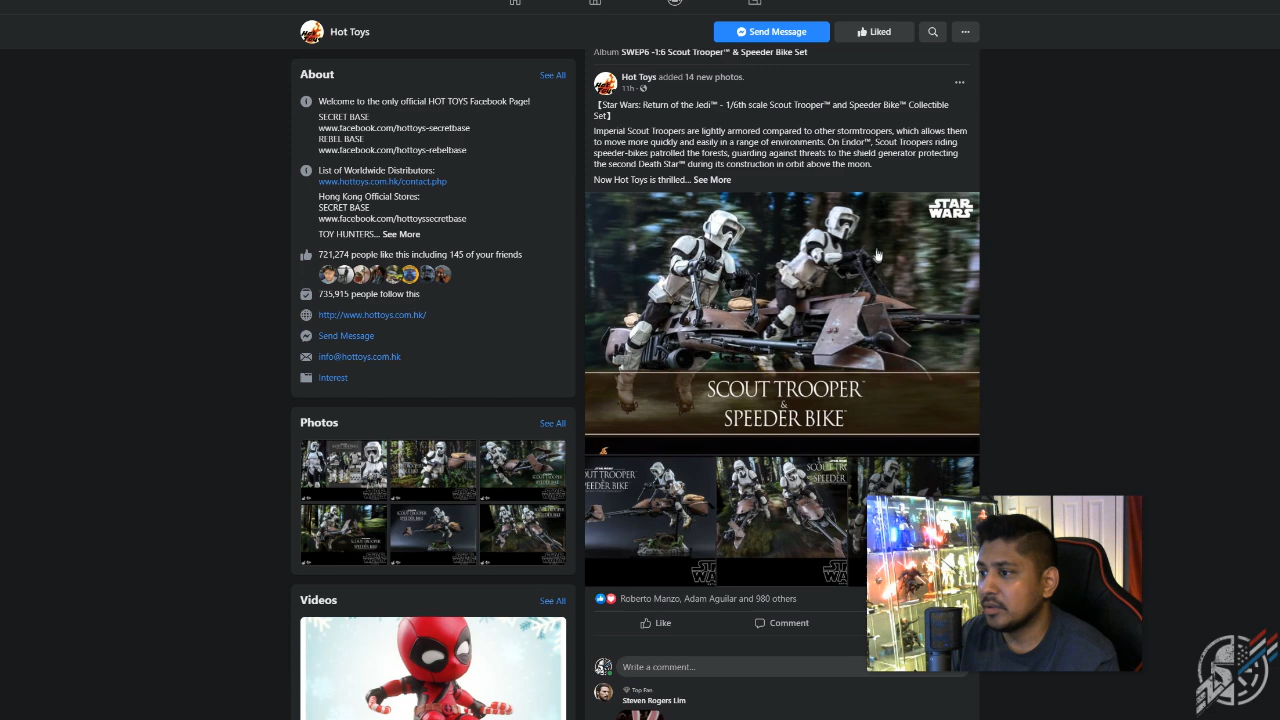 Hot Toys
Send Message
Liked
About
See All
Welcome to the only official HOT TOYS Facebook Page!
SECRET BASE
www.facebook.com/hottoys-secretbase
REBEL BASE
www.facebook.com/hottoys-rebelbase
List of Worldwide Distributors:
www.hottoys.com.hk/contact.php
Hong Kong Official Stores:
SECRET BASE
www.facebook.com/hottoyssecretbase
TOY HUNTERS... See More
721,274 people like this including 145 of your friends
735,915 people follow this
http://www.hottoys.com.hk/
Send Message
info@hottoys.com.hk
Interest
Photos
See All
Videos
See All
Album SWEP6 -1:6 Scout Trooper™ & Speeder Bike Set
Hot Toys added 14 new photos.
11h ·
【Star Wars: Return of the Jedi™ - 1/6th scale Scout Trooper™ and Speeder Bike™ Collectible
Set】
Imperial Scout Troopers are lightly armored compared to other stormtroopers, which allows them
to move more quickly and easily in a range of environments. On Endor™, Scout Troopers riding
speeder-bikes patrolled the forests, guarding against threats to the shield generator protecting
the second Death Star™ during its construction in orbit above the moon.
Now Hot Toys is thrilled... See More
STAR
WARS
SCOUT TROOPER™
&
SPEEDER BIKE™
Roberto Manzo, Adam Aguilar and 980 others
Like
Comment
Write a comment...
Top Fan
Steven Rogers Lim